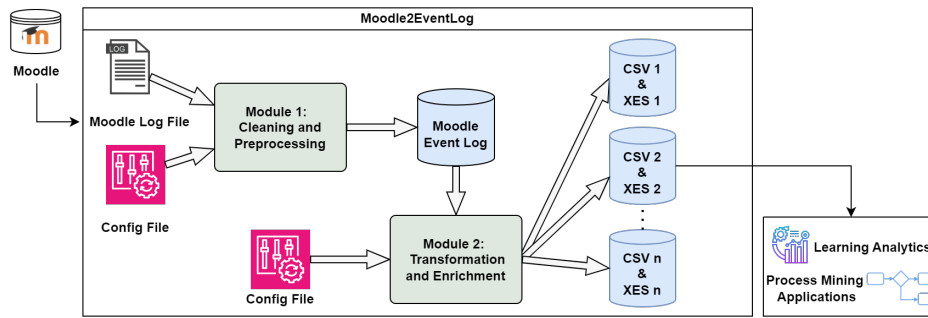 Moodle2EventLog
m
Moodle
LOG
Moodle Log File
Config File
Module 1:
Cleaning and
Preprocessing
Moodle
Event Log
Config File
Module 2:
Transformation
and Enrichment
CSV 1
&
XES 1
CSV 2
&
XES 2
CSV n
&
XES n
Learning Analytics
Process Mining
Applications